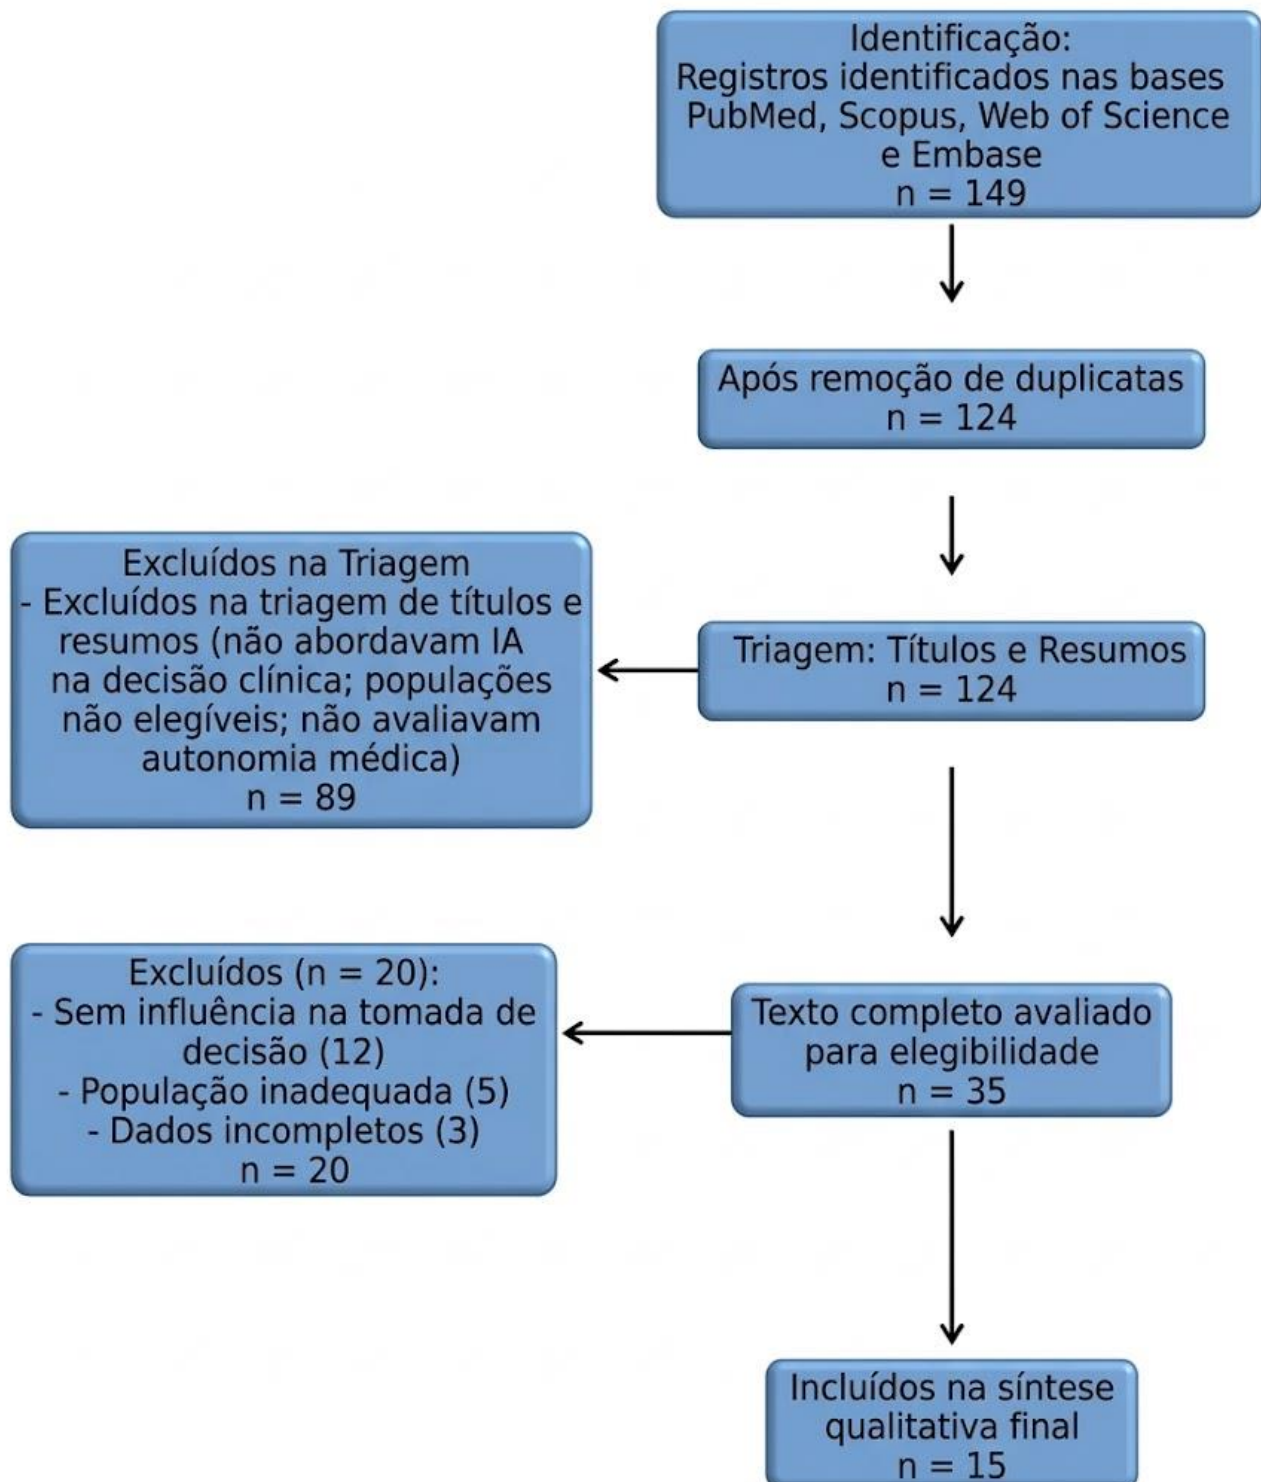 Identificação:
Registros identificados nas bases
PubMed, Scopus, Web of Science
e Embase
n = 149
Após remoção de duplicatas
n = 124
Triagem: Títulos e Resumos
n = 124
Excluídos na Triagem
- Excluídos na triagem de títulos e
resumos (não abordavam IA
na decisão clínica; populações
não elegíveis; não avaliavam
autonomia médica)
n = 89
Texto completo avaliado
para elegibilidade
n = 35
Excluídos (n = 20):
- Sem influência na tomada de
decisão (12)
- População inadequada (5)
- Dados incompletos (3)
n = 20
Incluídos na síntese
qualitativa final
n = 15